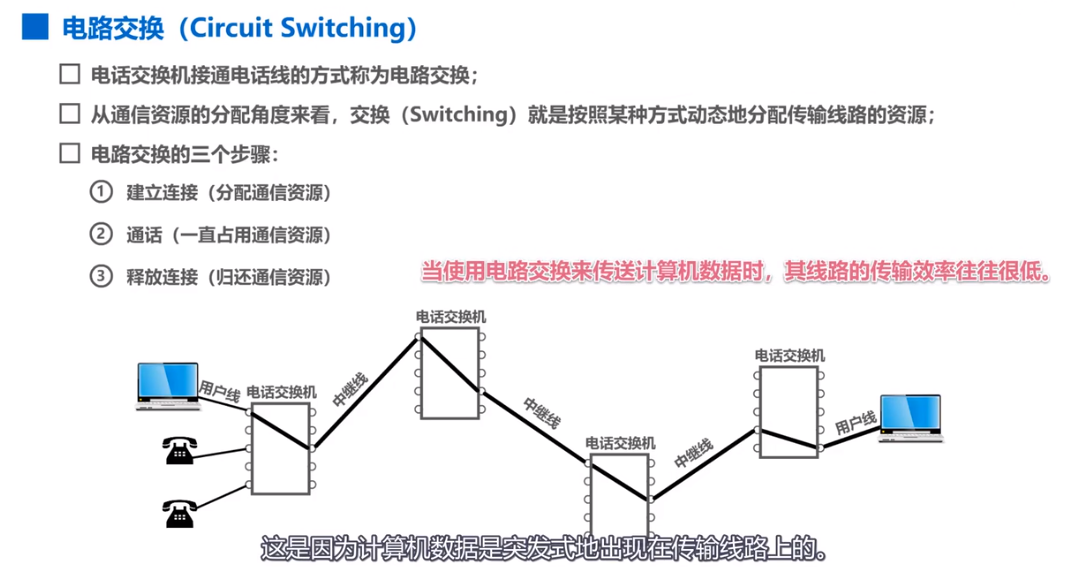 电路交换（Circuit Switching）
电话交换机接通电话线的方式称为电路交换；
从通信资源的分配角度来看，交换（Switching）就是按照某种方式动态地分配传输线路的资源；
电路交换的三个步骤：
① 建立连接（分配通信资源）
② 通话（一直占用通信资源）
③ 释放连接（归还通信资源）
当使用电路交换来传送计算机数据时，其线路的传输效率往往很低。
电话交换机
电话交换机
用户线
电话交换机
中继线
中继线
用户线
电话交换机
中继线
这是因为计算机数据是突发式地出现在传输线路上的。